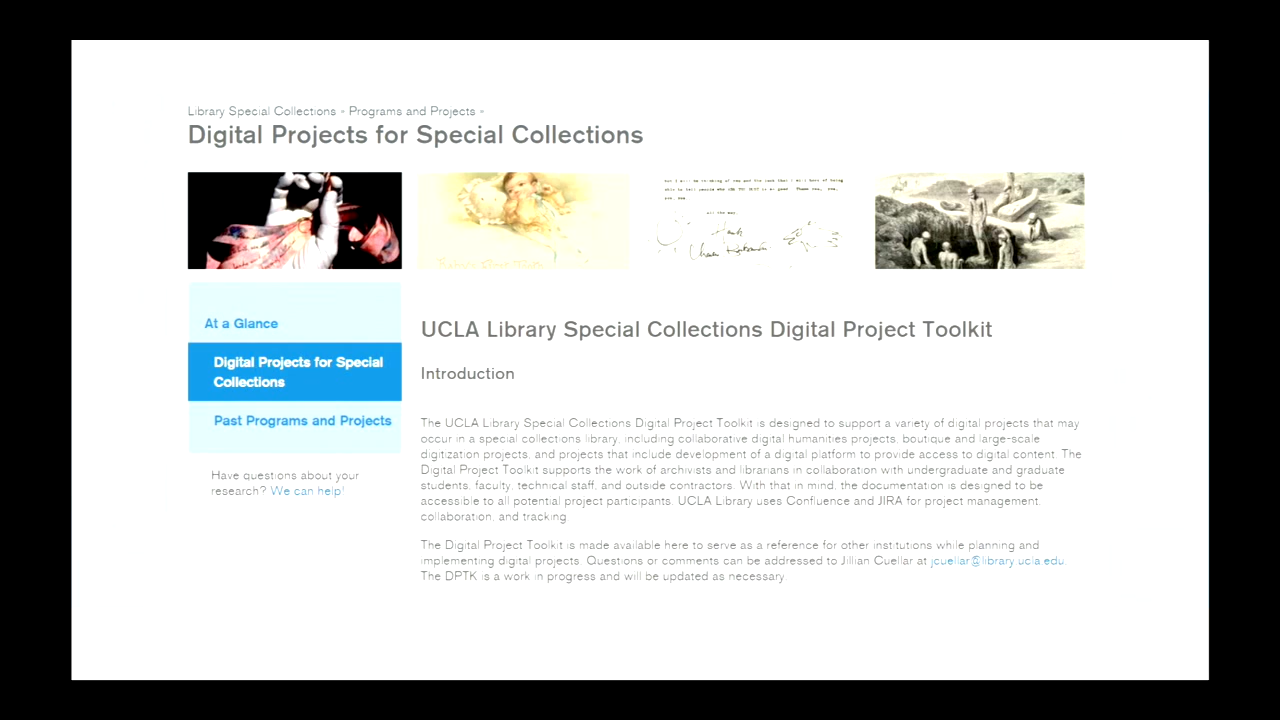 Library Special Collections » Programs and Projects »
Digital Projects for Special Collections
all the way,
At a Glance
Digital Projects for Special
Collections
Past Programs and Projects
Have questions about your
research? We can help!
UCLA Library Special Collections Digital Project Toolkit
Introduction
The UCLA Library Special Collections Digital Project Toolkit is designed to support a variety of digital projects that may
occur in a special collections library, including collaborative digital humanities projects, boutique and large-scale
digitization projects, and projects that include development of a digital platform to provide access to digital content. The
Digital Project Toolkit supports the work of archivists and librarians in collaboration with undergraduate and graduate
students, faculty, technical staff, and outside contractors. With that in mind, the documentation is designed to be
accessible to all potential project participants. UCLA Library uses Confluence and JIRA for project management,
collaboration, and tracking.
The Digital Project Toolkit is made available here to serve as a reference for other institutions while planning and
implementing digital projects. Questions or comments can be addressed to Jillian Cuellar at jcuellar@library.ucla.edu.
The DPTK is a work in progress and will be updated as necessary.